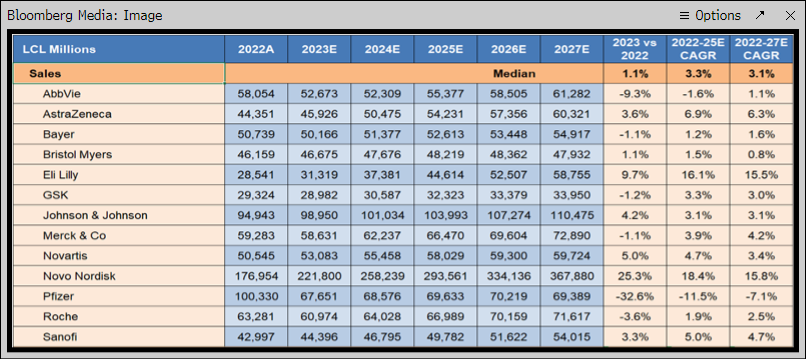 Bloomberg Media: Image Options
LCL Millions 2022A 2023E 2024E 2025E 2026E 2027E 2023 vs 2022 2022-25E CAGR 2022-27E CAGR
Sales Median 1.1% 3.3% 3.1%
AbbVie 58,054 52,673 52,309 55,377 58,505 61,282 -9.3% -1.6% 1.1%
AstraZeneca 44,351 45,926 50,475 54,231 57,356 60,321 3.6% 6.9% 6.3%
Bayer 50,739 50,166 51,377 52,613 53,448 54,917 -1.1% 1.2% 1.6%
Bristol Myers 46,159 46,675 47,676 48,219 48,362 47,932 1.1% 1.5% 0.8%
Eli Lilly 28,541 31,319 37,381 44,614 52,507 58,755 9.7% 16.1% 15.5%
GSK 29,324 28,982 30,587 32,323 33,379 33,950 -1.2% 3.3% 3.0%
Johnson & Johnson 94,943 98,950 101,034 103,993 107,274 110,475 4.2% 3.1% 3.1%
Merck & Co 59,283 58,631 62,237 66,470 69,604 72,890 -1.1% 3.9% 4.2%
Novartis 50,545 53,083 55,458 58,029 59,300 59,724 5.0% 4.7% 3.4%
Novo Nordisk 176,954 221,800 258,239 293,561 334,136 367,880 25.3% 18.4% 15.8%
Pfizer 100,330 67,651 68,576 69,633 70,219 69,389 -32.6% -11.5% -7.1%
Roche 63,281 60,974 64,028 66,989 70,159 71,617 -3.6% 1.9% 2.5%
Sanofi 42,997 44,396 46,795 49,782 51,622 54,015 3.3% 5.0% 4.7%